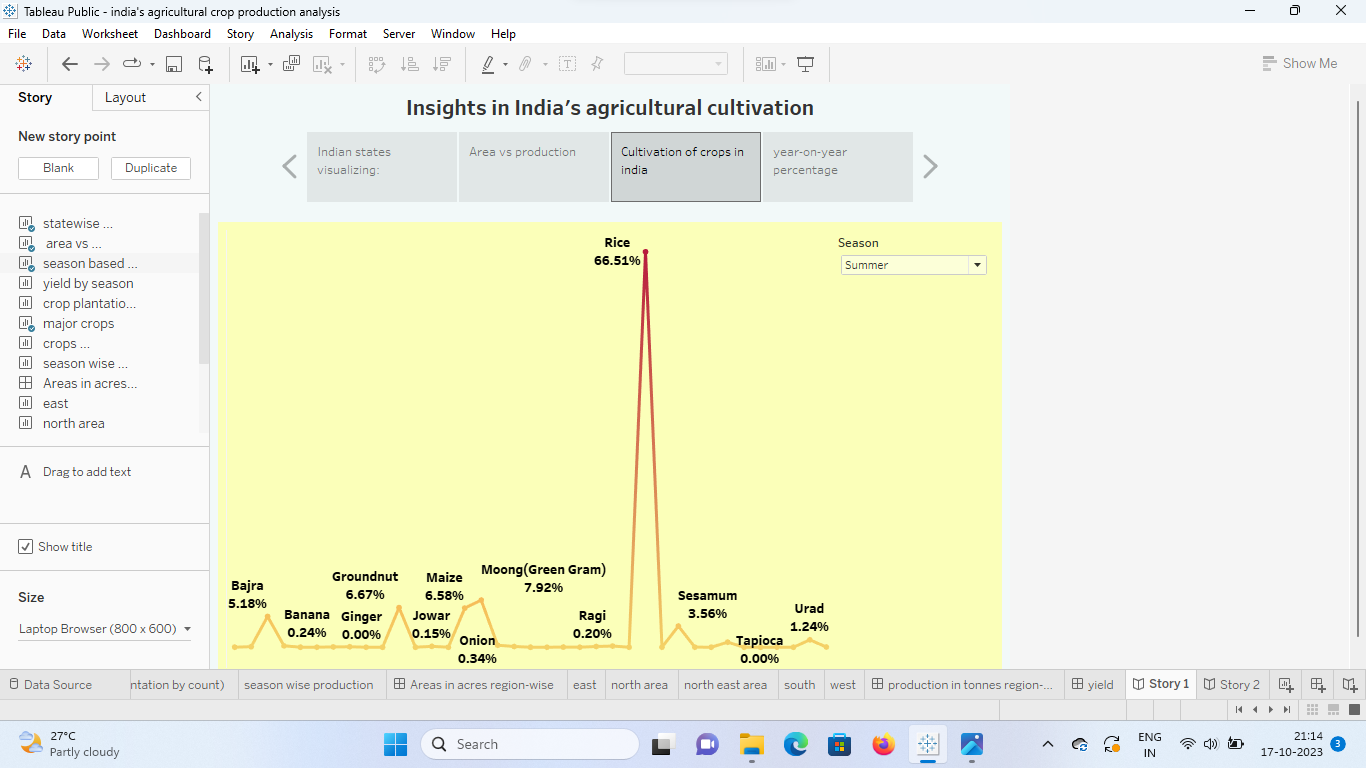 Tableau Public - india's agricultural crop production analysis
File Data Worksheet Dashboard Story Analysis Format Server Window Help
Show Me
Story Layout
New story point
Blank Duplicate
statewise ...
area vs ...
season based ...
yield by season
crop plantatio...
major crops
crops ...
season wise ...
Areas in acres...
east
north area
A Drag to add text
Show title
Size
Laptop Browser (800 x 600)
Insights in India’s agricultural cultivation
Indian states
visualizing:
Area vs production
Cultivation of crops in
india
year-on-year
percentage
Season
Summer
Rice
66.51%
Bajra
5.18%
Banana
0.24%
Groundnut
6.67%
Ginger
0.00%
Maize
6.58%
Jowar
0.15%
Moong(Green Gram)
7.92%
Onion
0.34%
Ragi
0.20%
Sesamum
3.56%
Tapioca
0.00%
Urad
1.24%
Data Source ntation by count) season wise production Areas in acres region-wise east north area north east area south west production in tonnes region-... yield Story 1 Story 2
27°C
Partly cloudy
Search
ENG
IN
21:14
17-10-2023
3